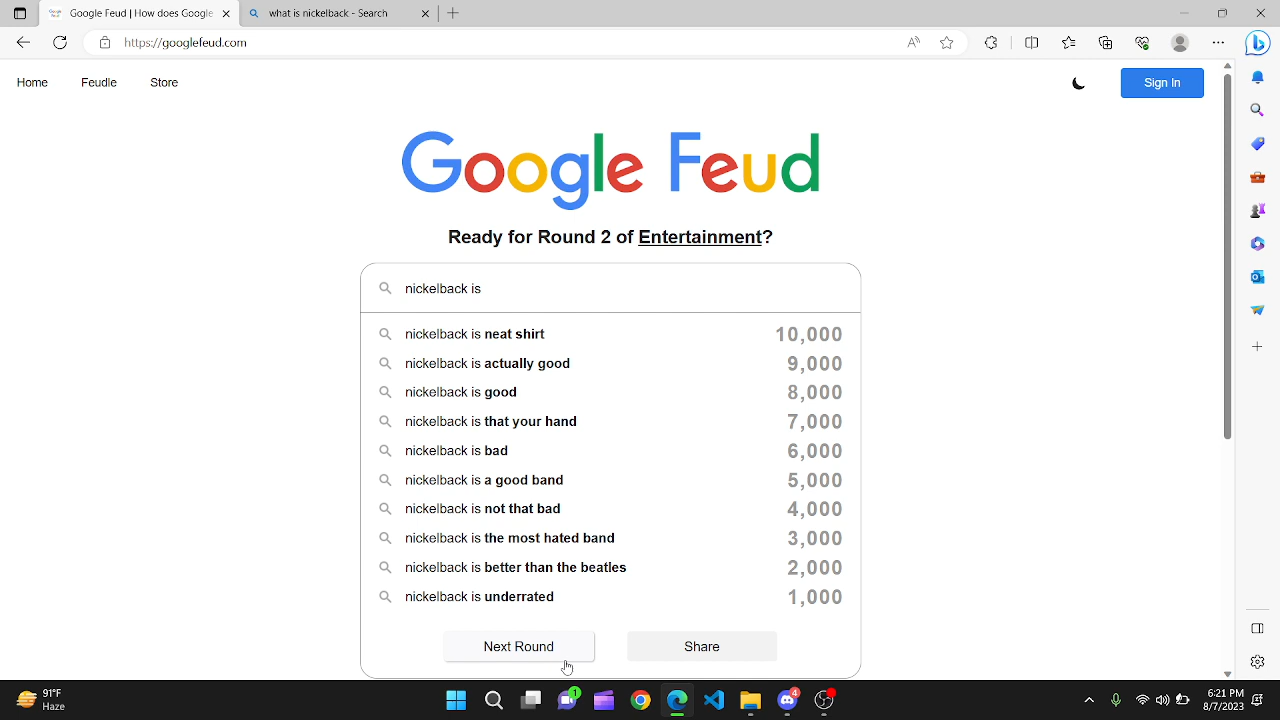 Google Feud | How does Google
what is nickelback - Search
https://googlefeud.com
Home
Feudle
Store
Sign In
Google Feud
Ready for Round 2 of Entertainment?
nickelback is
nickelback is neat shirt 10,000
nickelback is actually good 9,000
nickelback is good 8,000
nickelback is that your hand 7,000
nickelback is bad 6,000
nickelback is a good band 5,000
nickelback is not that bad 4,000
nickelback is the most hated band 3,000
nickelback is better than the beatles 2,000
nickelback is underrated 1,000
Next Round
Share
91°F
Haze
1
4
6:21 PM
8/7/2023